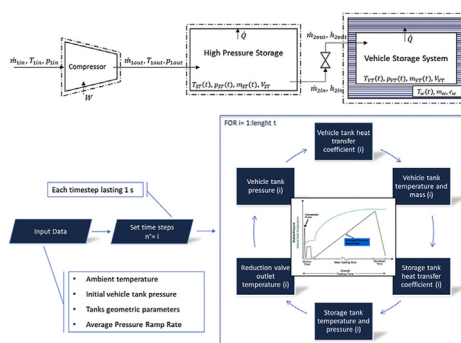 Q̇
ṁ2out, h2out
Q̇
High Pressure Storage
ṁ1in, T1in, p1in
Compressor
ṁ1out, T1out, p1out
Vehicle Storage System
TST(t), pST(t), mST(t), VST
ṁ2in, h2in
W
Tw(t), mw, cw
FOR i= 1:lenght t
Vehicle tank heat
transfer
coefficient (i)
Each timestep lasting 1 s
Vehicle tank
pressure (i)
Vehicle tank
temperature and
mass (i)
Input Data
Set time steps
n°= i
Reduction valve
outlet
temperature (i)
Storage tank
heat transfer
coefficient (i)
Storage tank
temperature and
pressure (i)
• Ambient temperature
• Initial vehicle tank pressure
• Tanks geometric parameters
• Average Pressure Ramp Rate